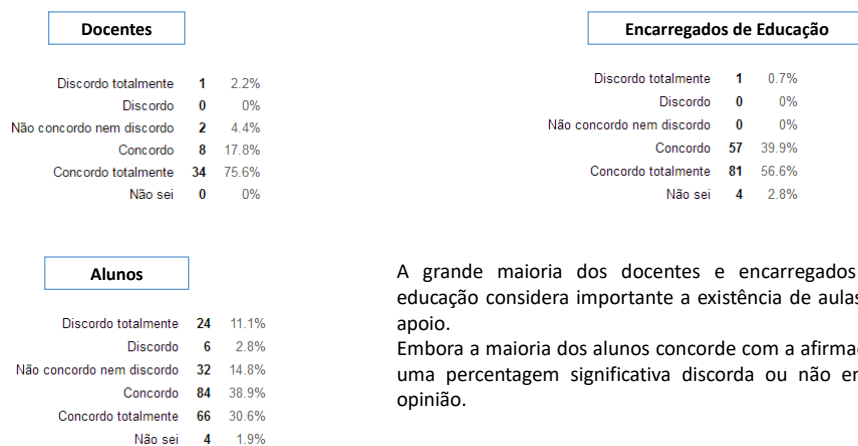 Docentes
Discordo totalmente 1 2.2%
Discordo 0 0%
Não concordo nem discordo 2 4.4%
Concordo 8 17.8%
Concordo totalmente 34 75.6%
Não sei 0 0%
Encarregados de Educação
Discordo totalmente 1 0.7%
Discordo 0 0%
Não concordo nem discordo 0 0%
Concordo 57 39.9%
Concordo totalmente 81 56.6%
Não sei 4 2.8%
Alunos
Discordo totalmente 24 11.1%
Discordo 6 2.8%
Não concordo nem discordo 32 14.8%
Concordo 84 38.9%
Concordo totalmente 66 30.6%
Não sei 4 1.9%
A grande maioria dos docentes e encarregados
educação considera importante a existência de aulas
apoio.
Embora a maioria dos alunos concorde com a
uma percentagem significativa discorda ou não
opinião.